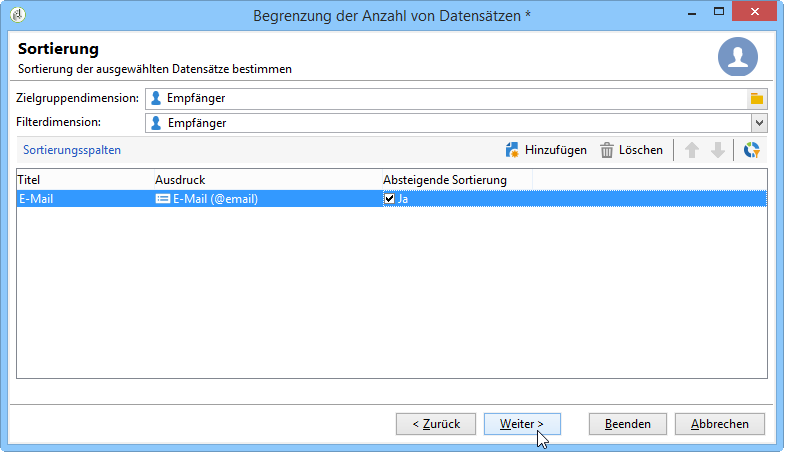 Begrenzung der Anzahl von Datensätzen *
Sortierung
Sortierung der ausgewählten Datensätze bestimmen
Zielgruppendimension: Empfänger
Filterdimension: Empfänger
Sortierungsspalten Hinzufügen Löschen
Titel Ausdruck Absteigende Sortierung
E-Mail E-Mail (@email) Ja
< Zurück Weiter > Beenden Abbrechen